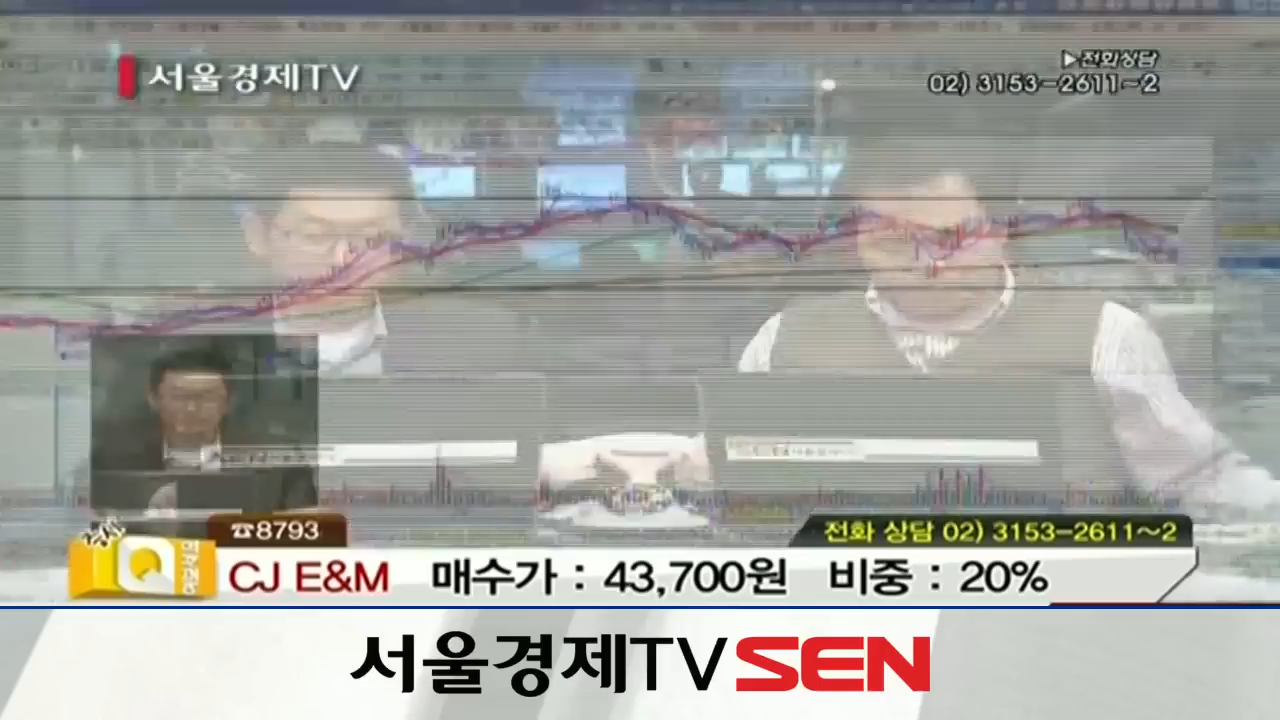 서울경제TV
▶전화상담
02) 3153-2611~2
☎8793
전화 상담 02) 3153-2611~2
Q
CJ E&M 매수가 : 43,700원 비중 : 20%
서울경제TV SEN